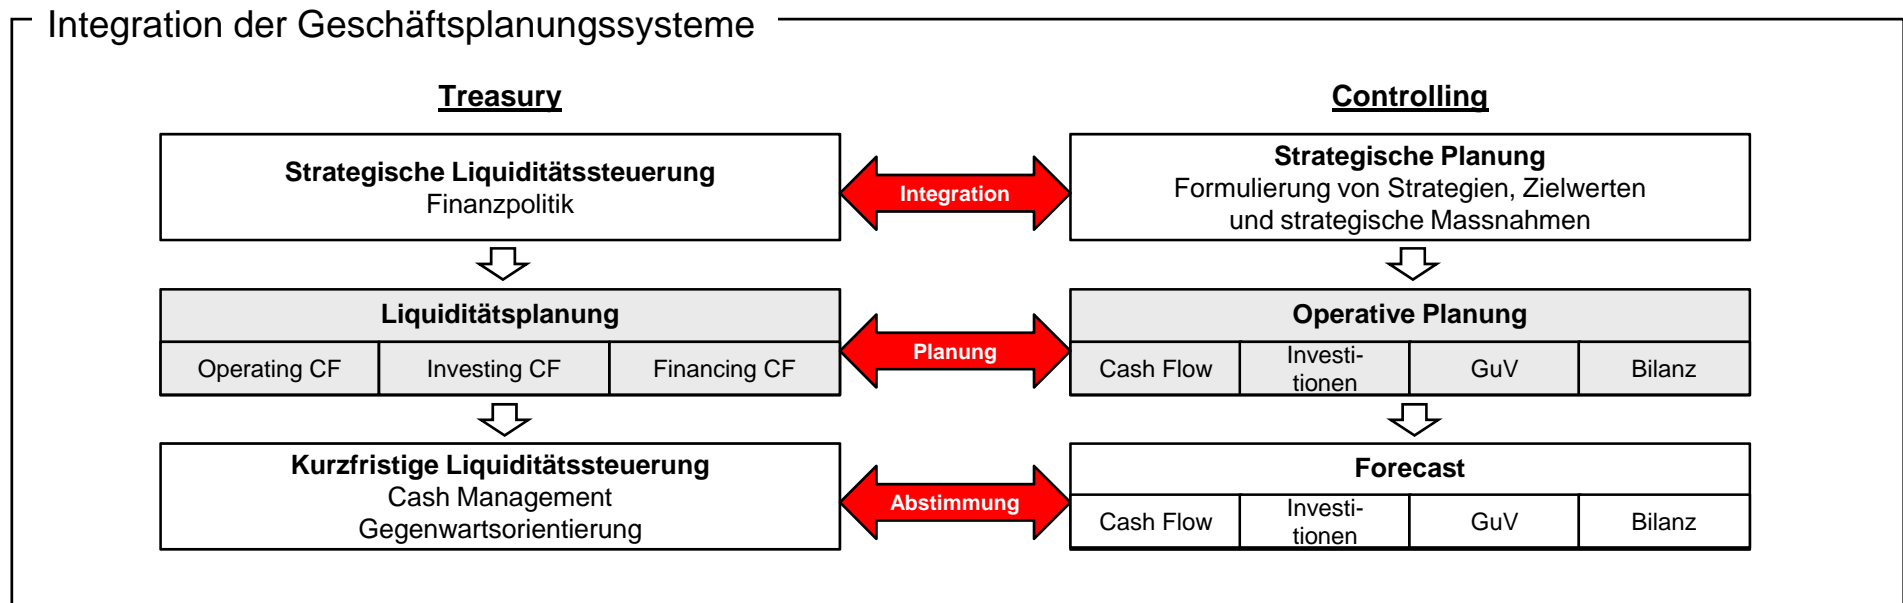 Integration der Geschäftsplanungssysteme
Treasury
Controlling
Strategische Liquiditätssteuerung
Finanzpolitik
Integration
Strategische Planung
Formulierung von Strategien, Zielwerten
und strategische Massnahmen
Liquiditätsplanung
Operating CF
Investing CF
Financing CF
Planung
Operative Planung
Cash Flow
Investi-
tionen
GuV
Bilanz
Kurzfristige Liquiditätssteuerung
Cash Management
Gegenwartsorientierung
Abstimmung
Forecast
Cash Flow
Investi-
tionen
GuV
Bilanz